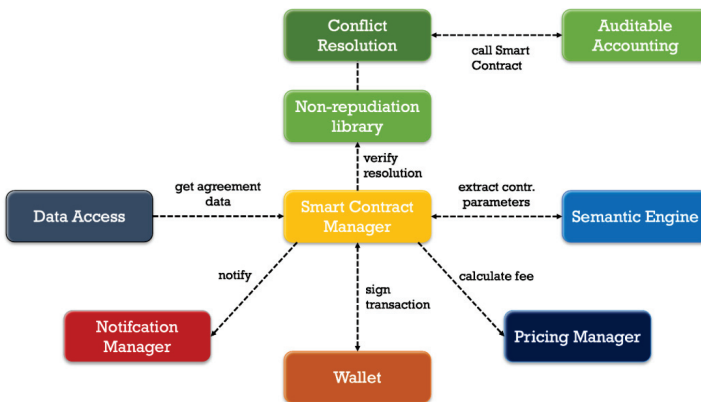 Conflict
Resolution
Auditable
Accounting
call Smart
Contract
Non-repudiation
library
verify
resolution
get agreement
data
extract contr.
parameters
Data Access
Smart Contract
Manager
Semantic Engine
notify
sign
transaction
calculate fee
Notifcation
Manager
Pricing Manager
Wallet